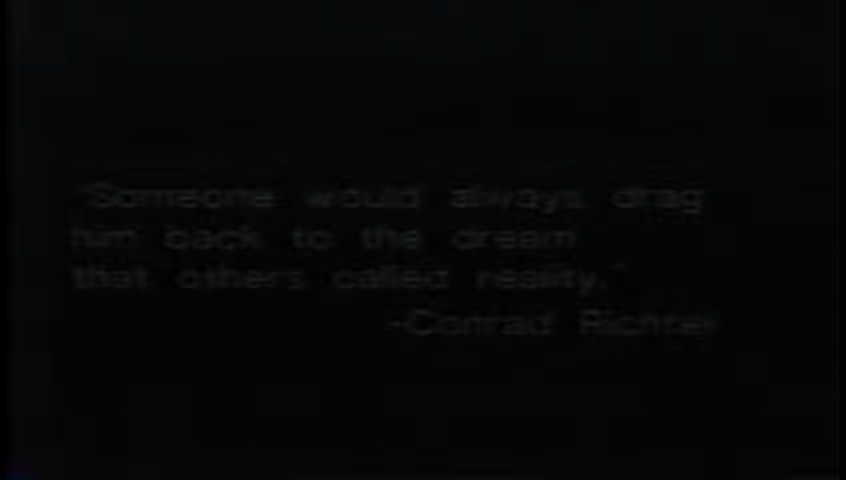 "Someone would always drag
him back to the dream
that others called reality."
-Conrad Richter